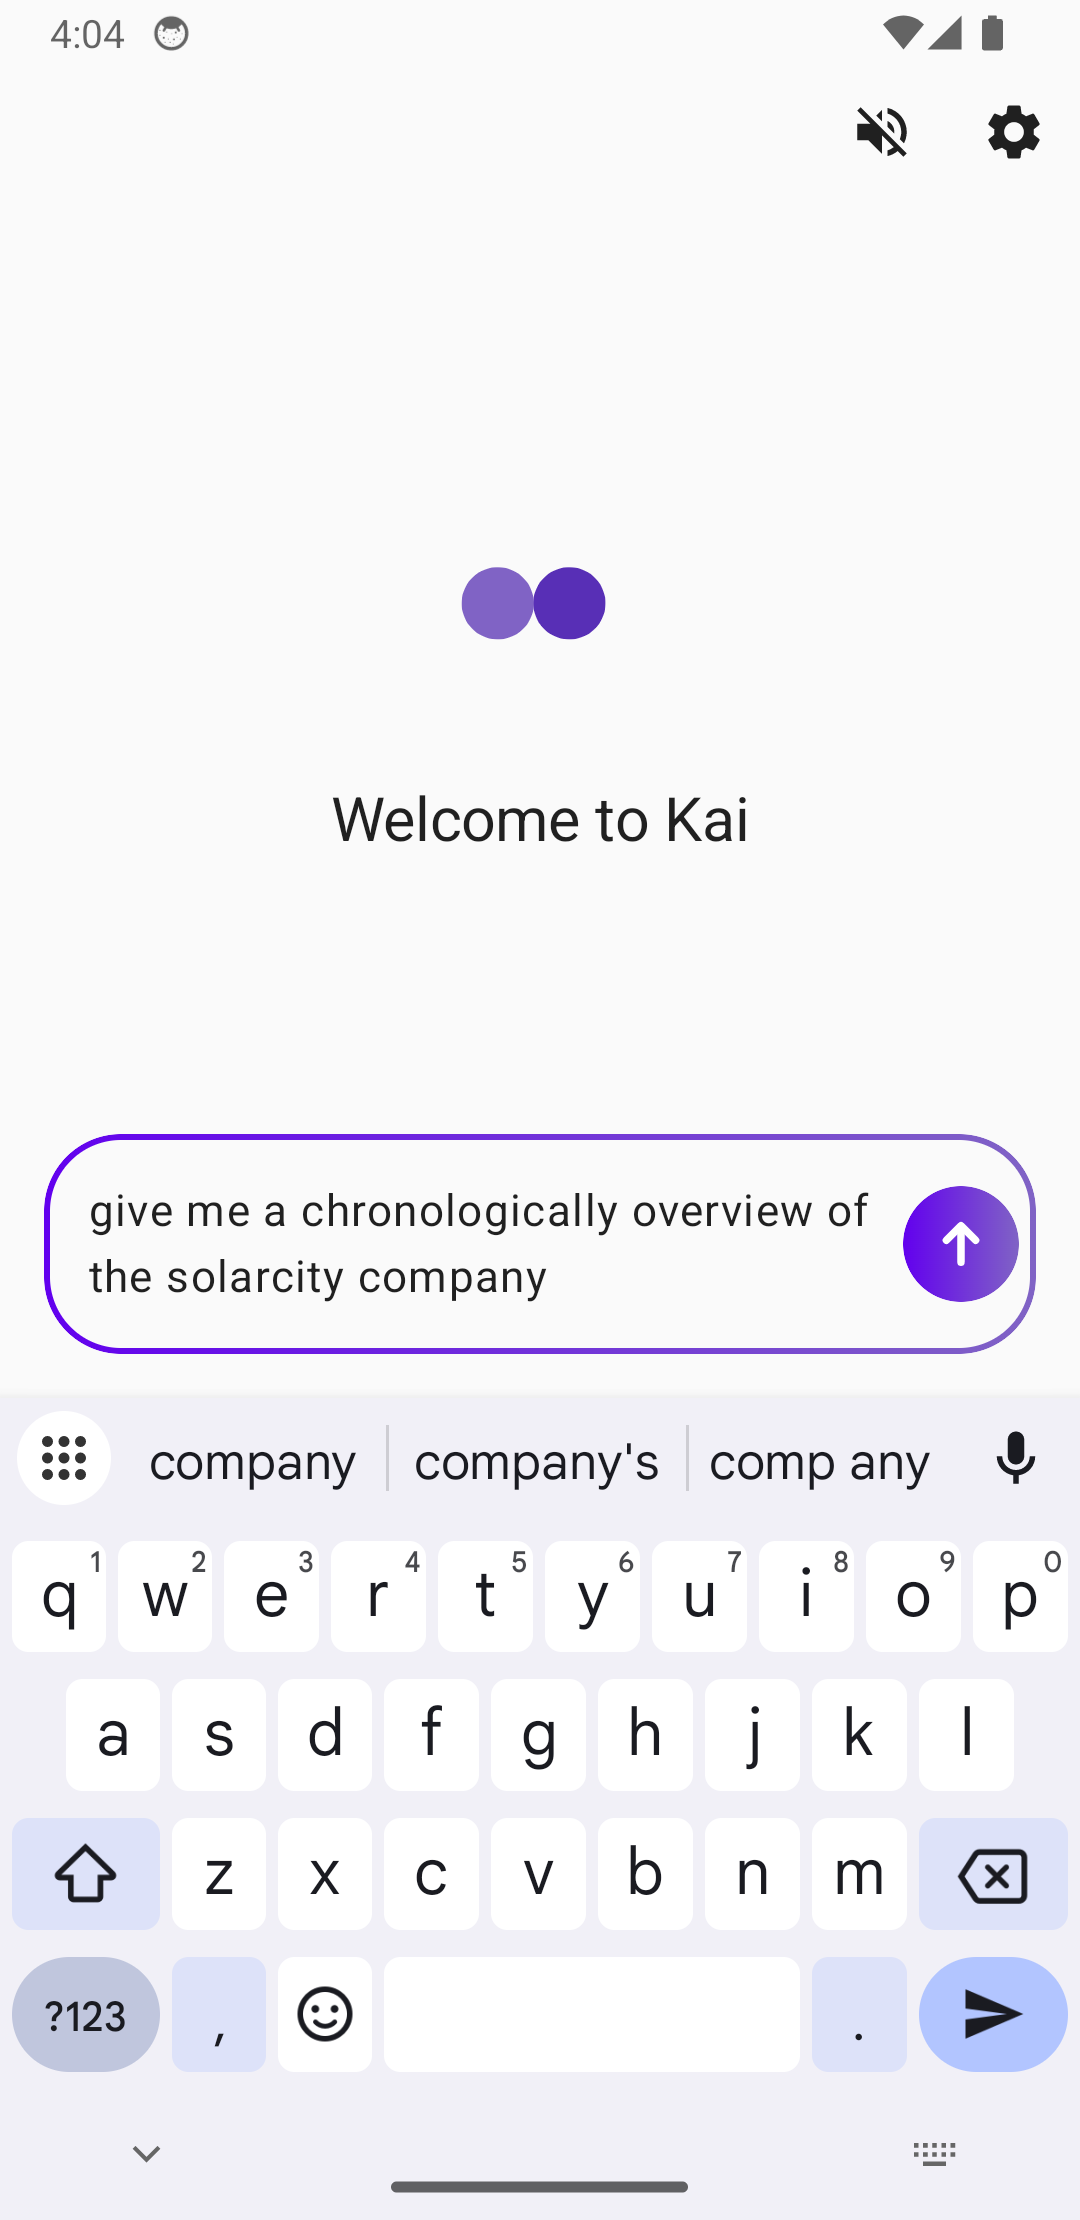 4:04
Welcome to Kai
give me a chronologically overview of
the solarcity company
company company's comp any
q 1 w 2 e 3 r 4 t 5 y 6 u 7 i 8 o 9 p 0
a s d f g h j k l
z x c v b n m
?123 , .